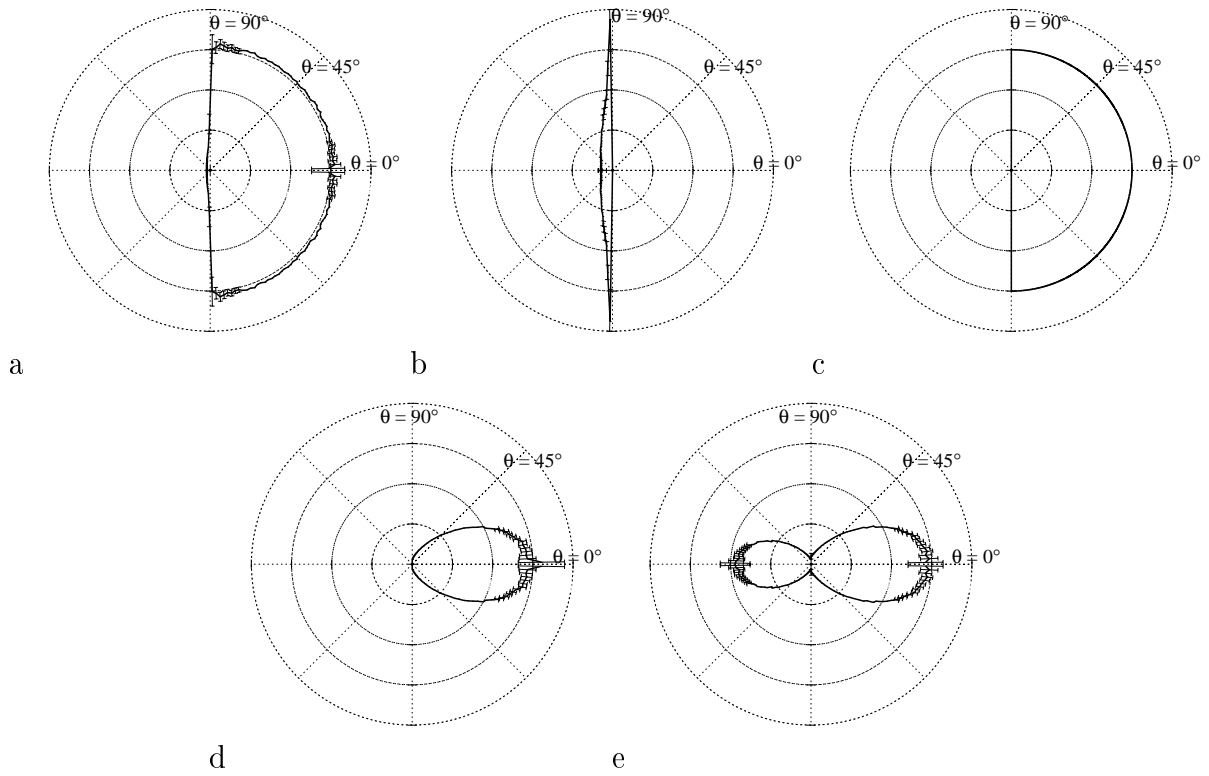 θ = 90°
θ = 45°
θ = 0°
a
θ = 90°
θ = 45°
θ = 0°
b
θ = 90°
θ = 45°
θ = 0°
c
θ = 90°
θ = 45°
θ = 0°
d
θ = 90°
θ = 45°
θ = 0°
e